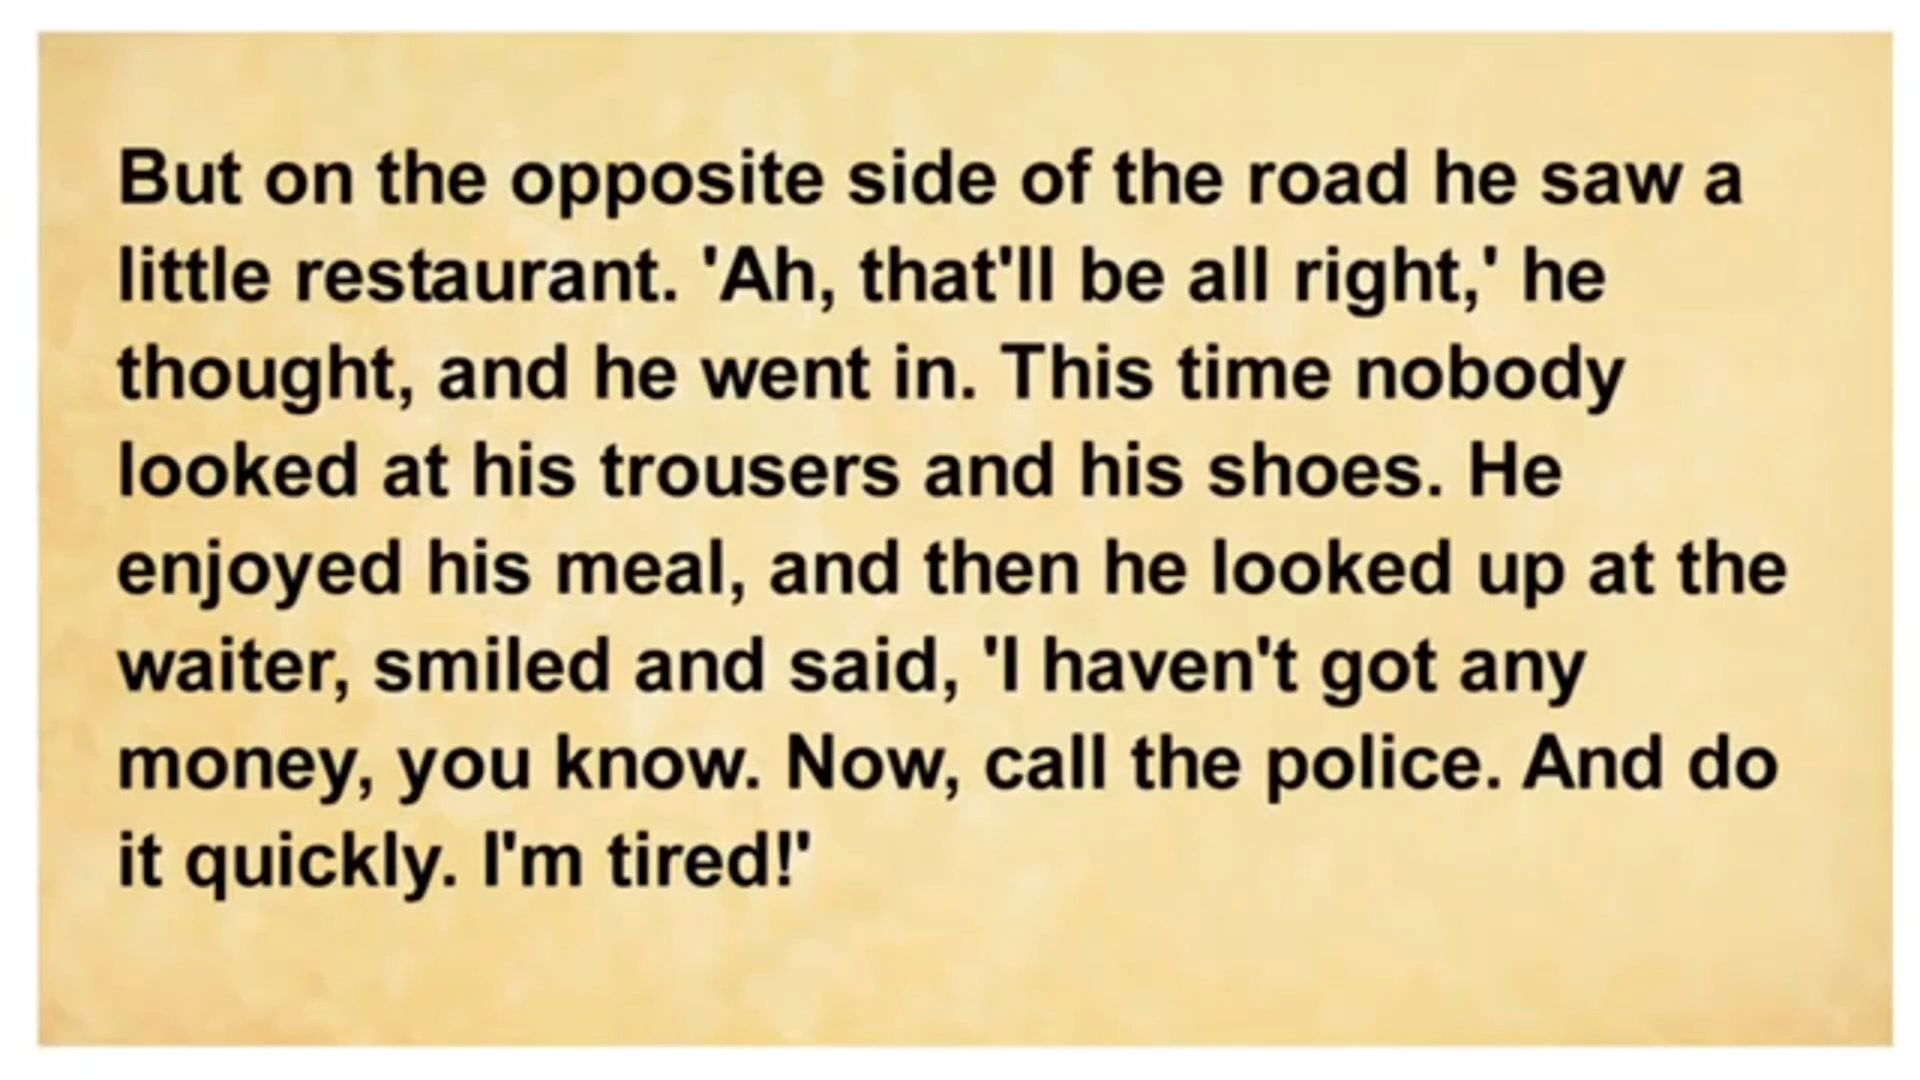 But on the opposite side of the road he saw a
little restaurant. 'Ah, that'll be all right,' he
thought, and he went in. This time nobody
looked at his trousers and his shoes. He
enjoyed his meal, and then he looked up at the
waiter, smiled and said, 'I haven't got any
money, you know. Now, call the police. And do
it quickly. I'm tired!'